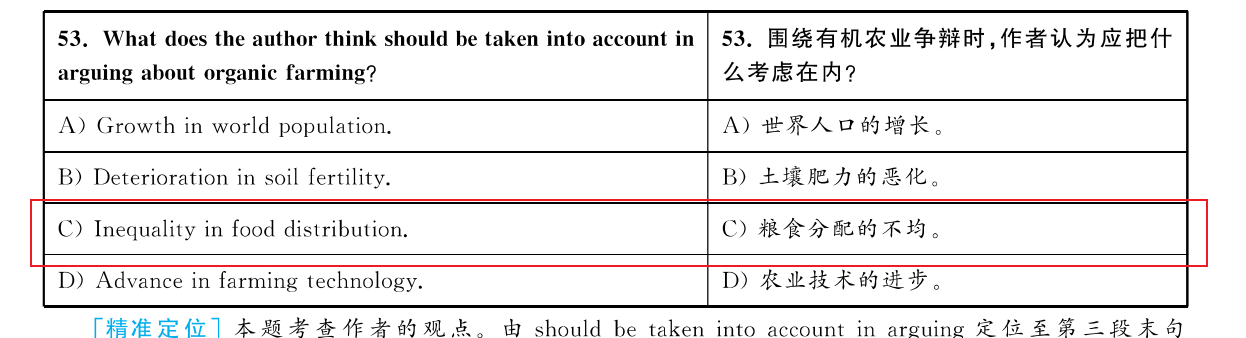 53. What does the author think should be taken into account in
arguing about organic farming?
53. 围绕有机农业争辩时,作者认为应把什
么考虑在内?
A) Growth in world population.
A) 世界人口的增长。
B) Deterioration in soil fertility.
B) 土壤肥力的恶化。
C) Inequality in food distribution.
C) 粮食分配的不均。
D) Advance in farming technology.
D) 农业技术的进步。
「精准定位」本题考查作者的观点。由 should be taken into account in arguing 定位至第三段末句